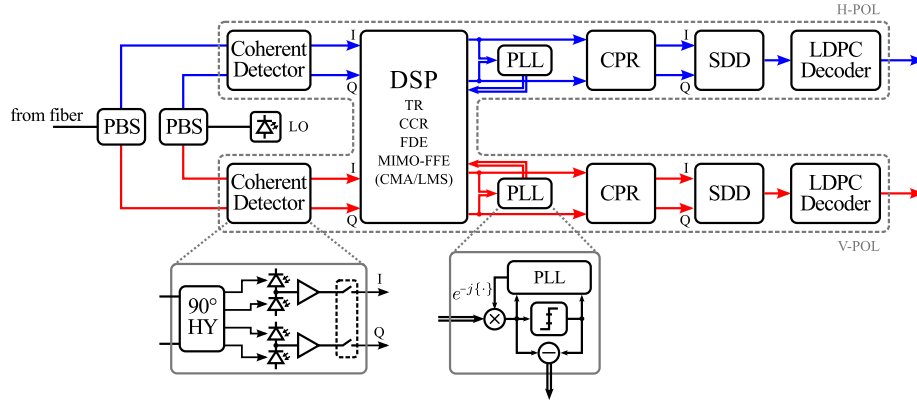 H-POL
Coherent
Detector
I
Q
DSP
TR
CCR
FDE
MIMO-FFE
(CMA/LMS)
PLL
CPR
I
Q
SDD
LDPC
Decoder
from fiber
PBS
PBS
LO
Coherent
Detector
I
Q
PLL
CPR
I
Q
SDD
LDPC
Decoder
V-POL
90°
HY
I
Q
PLL
e^{-j{·}}
×
−